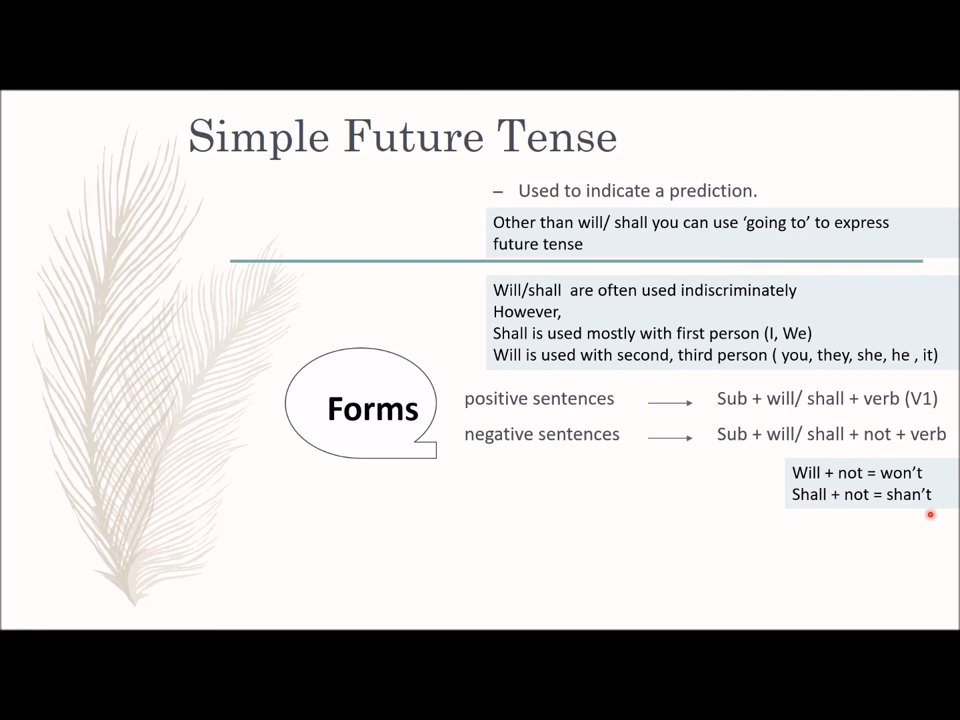 Simple Future Tense
– Used to indicate a prediction.
Other than will/ shall you can use ‘going to’ to express
future tense
Will/shall are often used indiscriminately
However,
Shall is used mostly with first person (I, We)
Will is used with second, third person ( you, they, she, he , it)
Forms
positive sentences → Sub + will/ shall + verb (V1)
negative sentences → Sub + will/ shall + not + verb
Will + not = won’t
Shall + not = shan’t